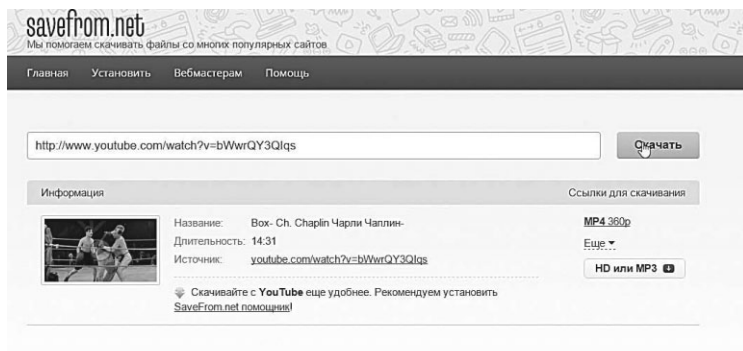 savefrom.net
Мы помогаем скачивать файлы со многих популярных сайтов
Главная Установить Вебмастерам Помощь
http://www.youtube.com/watch?v=bWwrQY3QIqs Скачать
Информация Ссылки для скачивания
Название: Box- Ch. Chaplin Чарли Чаплин- MP4 360p
Длительность: 14:31 Еще
Источник: youtube.com/watch?v=bWwrQY3QIqs HD или MP3
Скачивайте с YouTube еще удобнее. Рекомендуем установить
SaveFrom.net помощник!